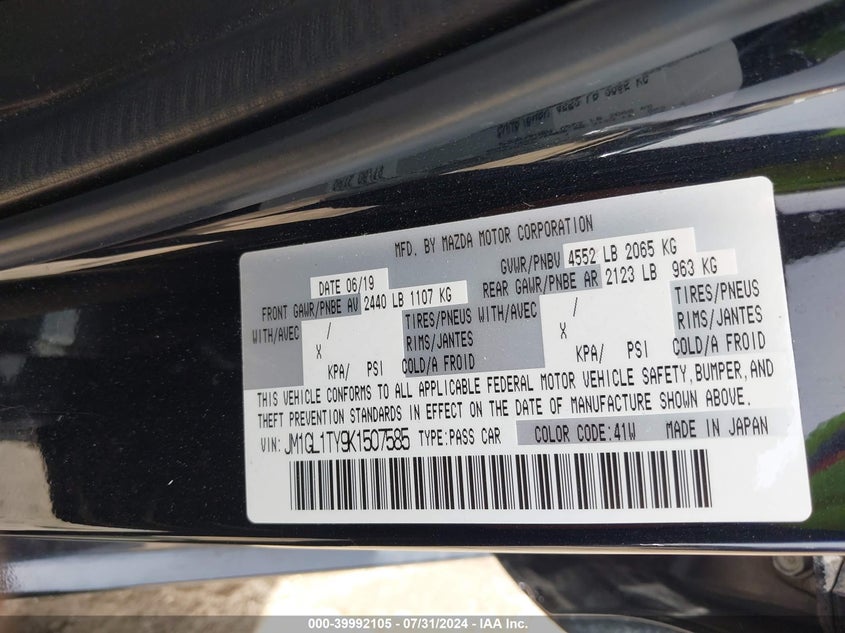 MFD. BY MAZDA MOTOR CORPORATION
DATE 06/19 GVWR/PNBV 4552 LB 2065 KG
FRONT GAWR/PNBE AV 2440 LB 1107 KG REAR GAWR/PNBE AR 2123 LB 963 KG
WITH/AVEC / TIRES/PNEUS WITH/AVEC / TIRES/PNEUS
X RIMS/JANTES X RIMS/JANTES
KPA/ PSI COLD/A FROID KPA/ PSI COLD/A FROID
THIS VEHICLE CONFORMS TO ALL APPLICABLE FEDERAL MOTOR VEHICLE SAFETY, BUMPER, AND
THEFT PREVENTION STANDARDS IN EFFECT ON THE DATE OF MANUFACTURE SHOWN ABOVE.
VIN: JM1GL1TY9K1507585 TYPE:PASS CAR COLOR CODE:41W MADE IN JAPAN
000-39992105 / 07/31/2024 - IAA Inc.